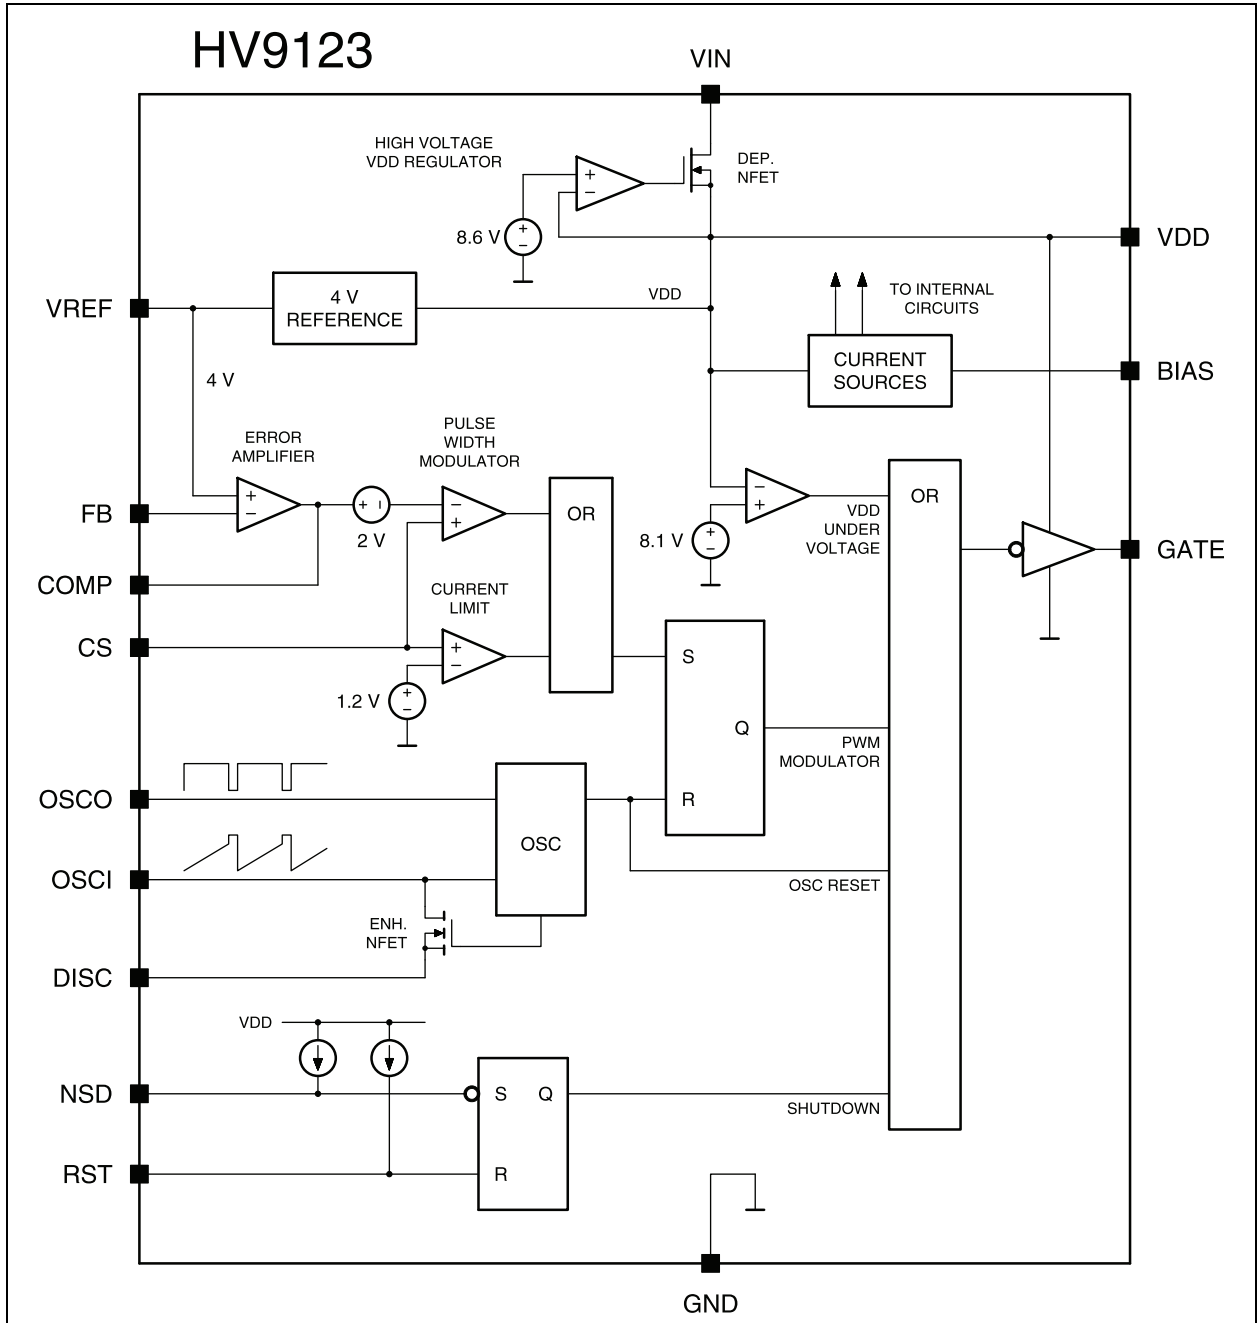 HV9123
VIN
HIGH VOLTAGE
VDD REGULATOR
+
−
DEP.
NFET
8.6 V
+
−
VDD
VREF
4 V
REFERENCE
VDD
TO INTERNAL
CIRCUITS
4 V
CURRENT
SOURCES
BIAS
ERROR
AMPLIFIER
PULSE
WIDTH
MODULATOR
FB
+
−
+ −
2 V
−
+
OR
−
+
VDD
UNDER
VOLTAGE
8.1 V
+
−
OR
GATE
COMP
CURRENT
LIMIT
CS
+
−
1.2 V
+
−
S
Q
R
PWM
MODULATOR
OSCO
OSC
OSC RESET
OSCI
ENH.
NFET
DISC
VDD
NSD
S Q
SHUTDOWN
RST
R
GND